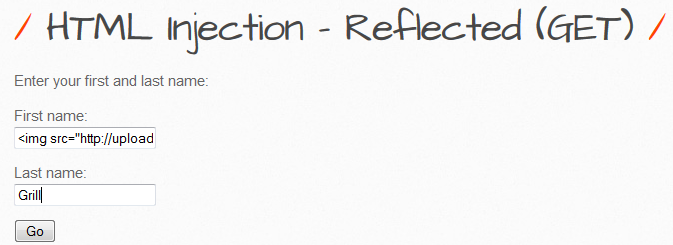 / HTML Injection - Reflected (GET) /
Enter your first and last name:
First name:
<img src="http://upload
Last name:
Grill
Go